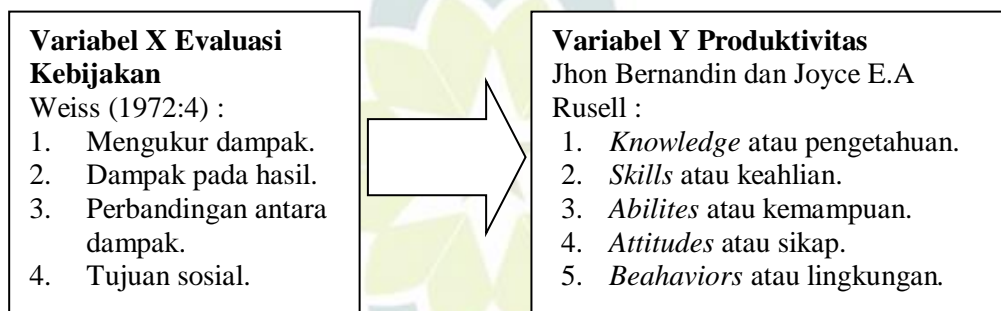 Variabel X Evaluasi
Kebijakan
Weiss (1972:4) :
1. Mengukur dampak.
2. Dampak pada hasil.
3. Perbandingan antara
dampak.
4. Tujuan sosial.
Variabel Y Produktivitas
Jhon Bernandin dan Joyce E.A
Rusell :
1. Knowledge atau pengetahuan.
2. Skills atau keahlian.
3. Abilites atau kemampuan.
4. Attitudes atau sikap.
5. Beahaviors atau lingkungan.